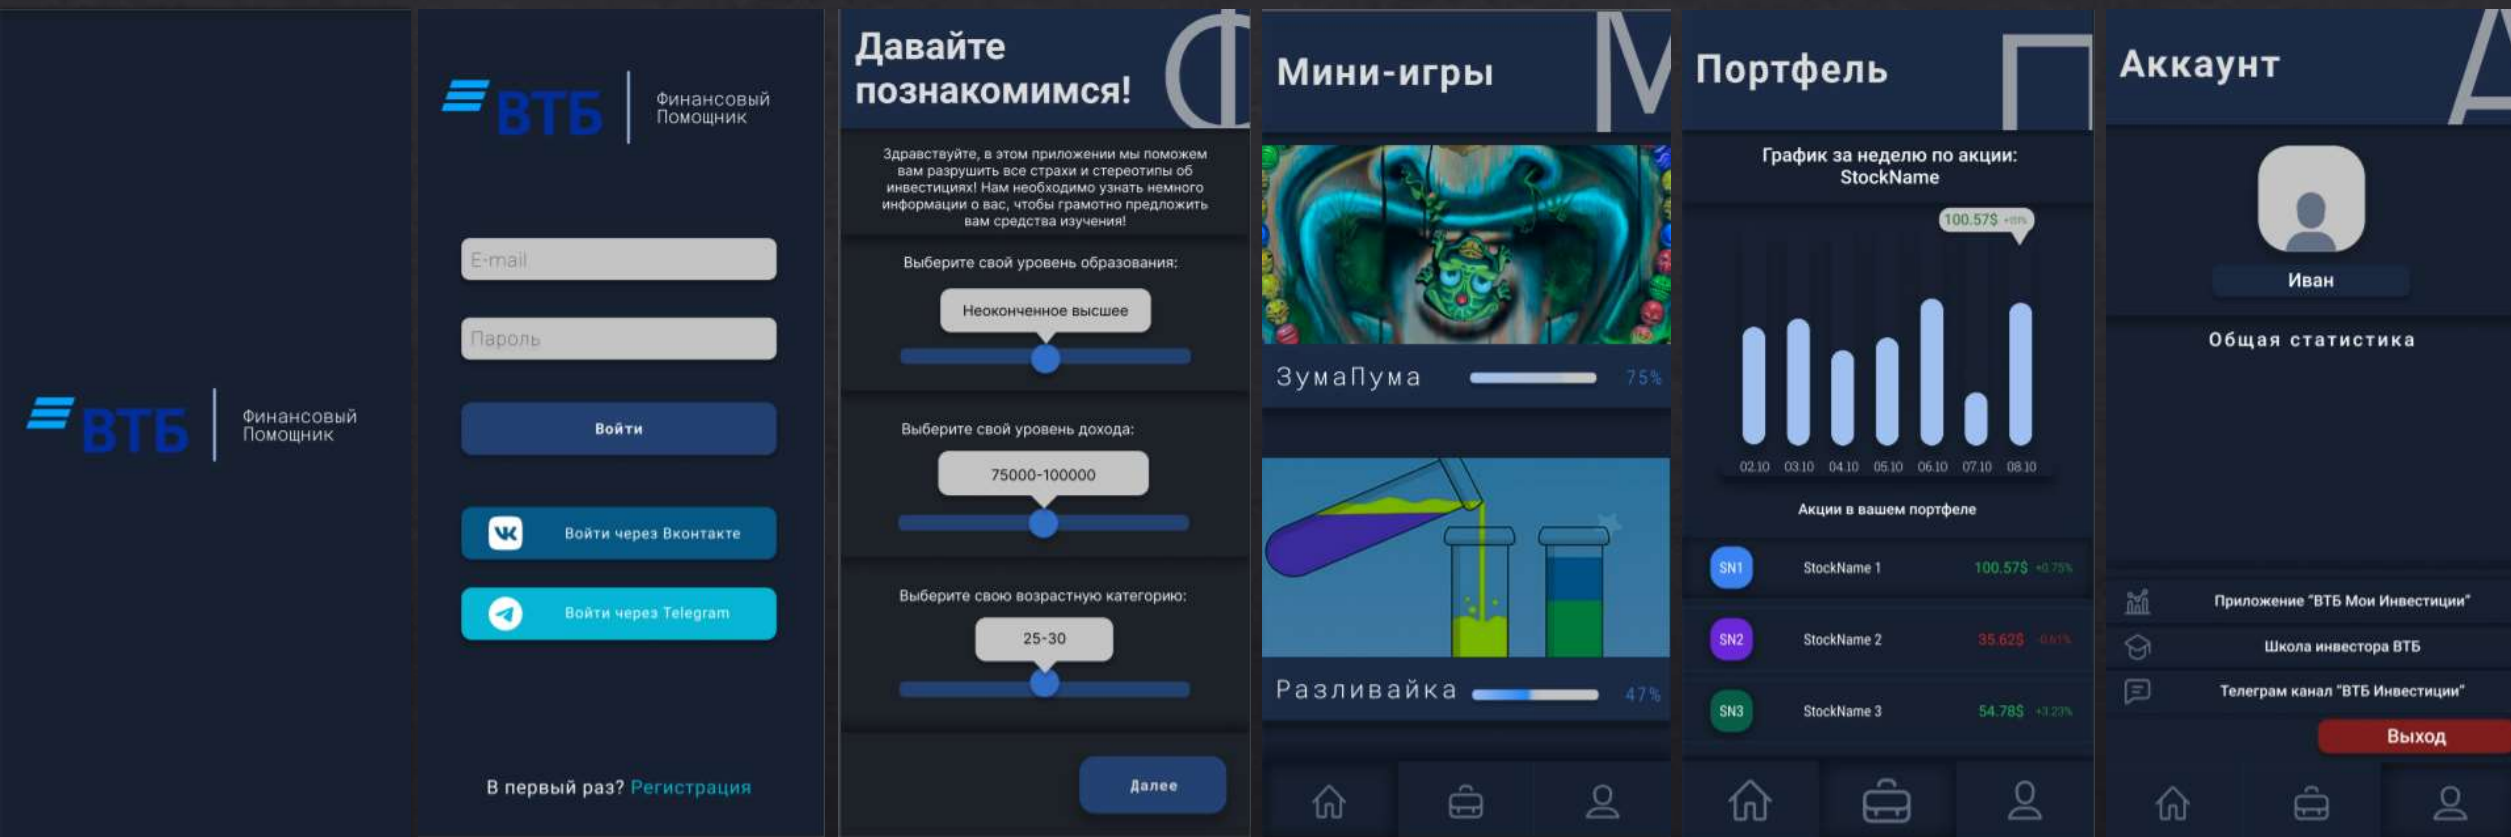 ВТБ
Финансовый
Помощник
ВТБ
Финансовый
Помощник
E-mail
Пароль
Войти
Войти через Вконтакте
Войти через Telegram
В первый раз? Регистрация
Давайте
познакомимся!
Ф
Здравствуйте, в этом приложении мы поможем
вам разрушить все страхи и стереотипы об
инвестициях! Нам необходимо узнать немного
информации о вас, чтобы грамотно предложить
вам средства изучения!
Выберите свой уровень образования:
Неоконченное высшее
Выберите свой уровень дохода:
75000-100000
Выберите свою возрастную категорию:
25-30
Далее
Мини-игры
М
ЗумаПума 75%
Разливайка 47%
Портфель
П
График за неделю по акции:
StockName
100.57$
02.10 03.10 04.10 05.10 06.10 07.10 08.10
Акции в вашем портфеле
SN1 StockName 1 100.57$ +0.75%
SN2 StockName 2 35.62$ -0.61%
SN3 StockName 3 54.78$ +3.23%
Аккаунт
А
Иван
Общая статистика
Приложение “ВТБ Мои Инвестиции”
Школа инвестора ВТБ
Телеграм канал “ВТБ Инвестиции”
Выход